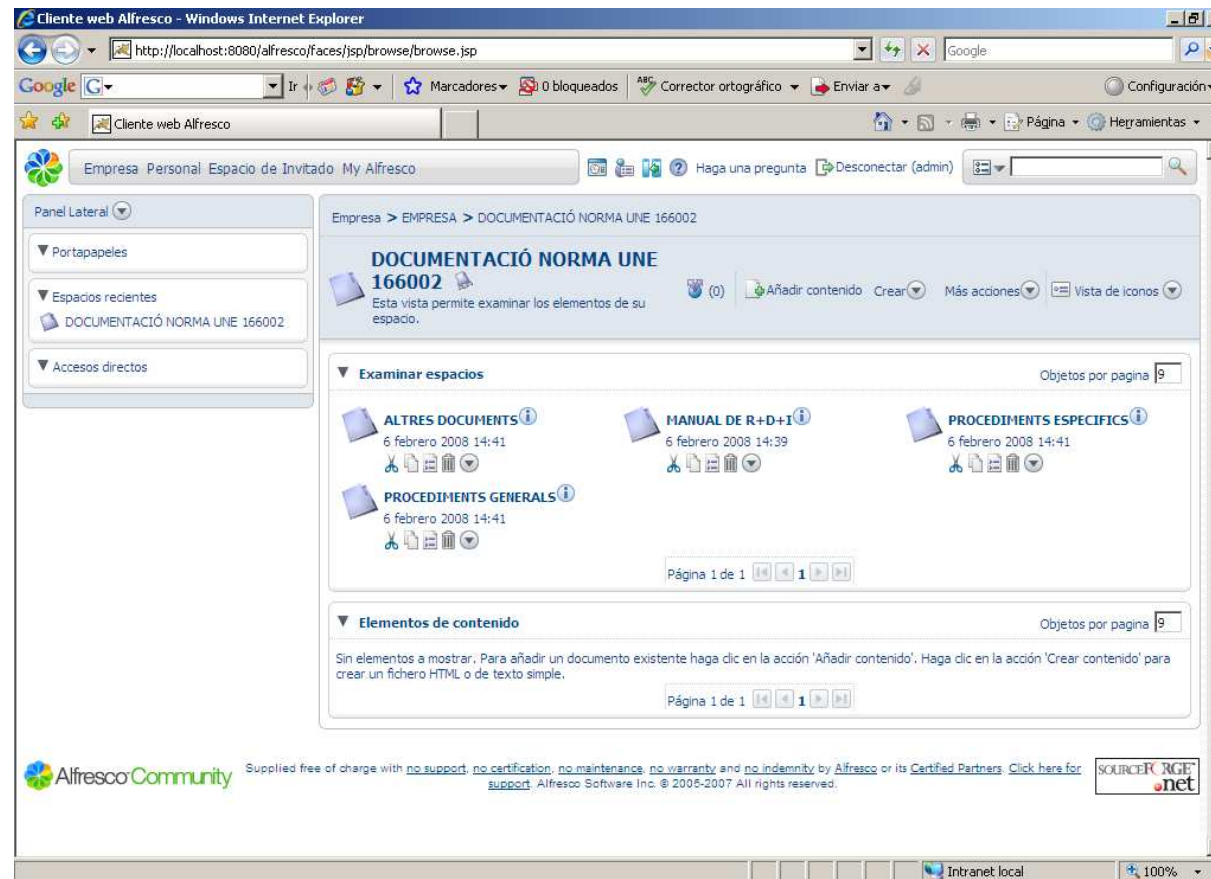 Cliente web Alfresco - Windows Internet Explorer
http://localhost:8080/alfresco/faces/jsp/browse/browse.jsp
Google
Google G Ir Marcadores 0 bloqueados ABC Corrector ortográfico Enviar a Configuración
Cliente web Alfresco Página Herramientas
Empresa Personal Espacio de Invitado My Alfresco Haga una pregunta Desconectar (admin)
Panel Lateral
Portapapeles
Espacios recientes
DOCUMENTACIÓ NORMA UNE 166002
Accesos directos
Empresa > EMPRESA > DOCUMENTACIÓ NORMA UNE 166002
DOCUMENTACIÓ NORMA UNE
166002
Esta vista permite examinar los elementos de su
espacio.
(0) Añadir contenido Crear Más acciones Vista de iconos
Examinar espacios Objetos por pagina 9
ALTRES DOCUMENTS MANUAL DE R+D+I PROCEDIMENTS ESPECIFICS
6 febrero 2008 14:41 6 febrero 2008 14:39 6 febrero 2008 14:41
PROCEDIMENTS GENERALS
6 febrero 2008 14:41
Página 1 de 1 1
Elementos de contenido Objetos por pagina 9
Sin elementos a mostrar. Para añadir un documento existente haga clic en la acción 'Añadir contenido'. Haga clic en la acción 'Crear contenido' para
crear un fichero HTML o de texto simple.
Página 1 de 1 1
Alfresco Community
Supplied free of charge with no support, no certification, no maintenance, no warranty and no indemnity by Alfresco or its Certified Partners. Click here for
support. Alfresco Software Inc. © 2005-2007 All rights reserved.
SOURCEFORGE
.net
Intranet local 100%